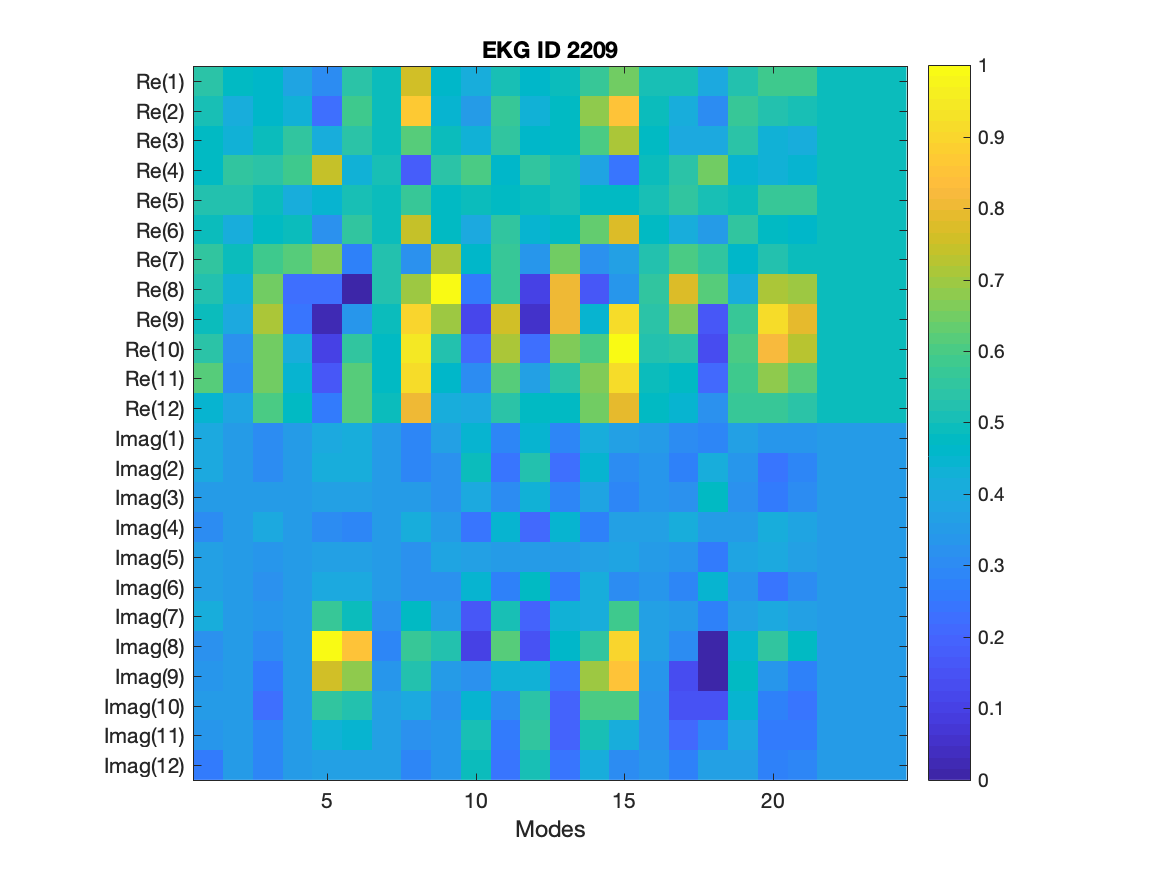 EKG ID 2209
Re(1)
Re(2)
Re(3)
Re(4)
Re(5)
Re(6)
Re(7)
Re(8)
Re(9)
Re(10)
Re(11)
Re(12)
Imag(1)
Imag(2)
Imag(3)
Imag(4)
Imag(5)
Imag(6)
Imag(7)
Imag(8)
Imag(9)
Imag(10)
Imag(11)
Imag(12)
5 10 15 20
Modes
1
0.9
0.8
0.7
0.6
0.5
0.4
0.3
0.2
0.1
0